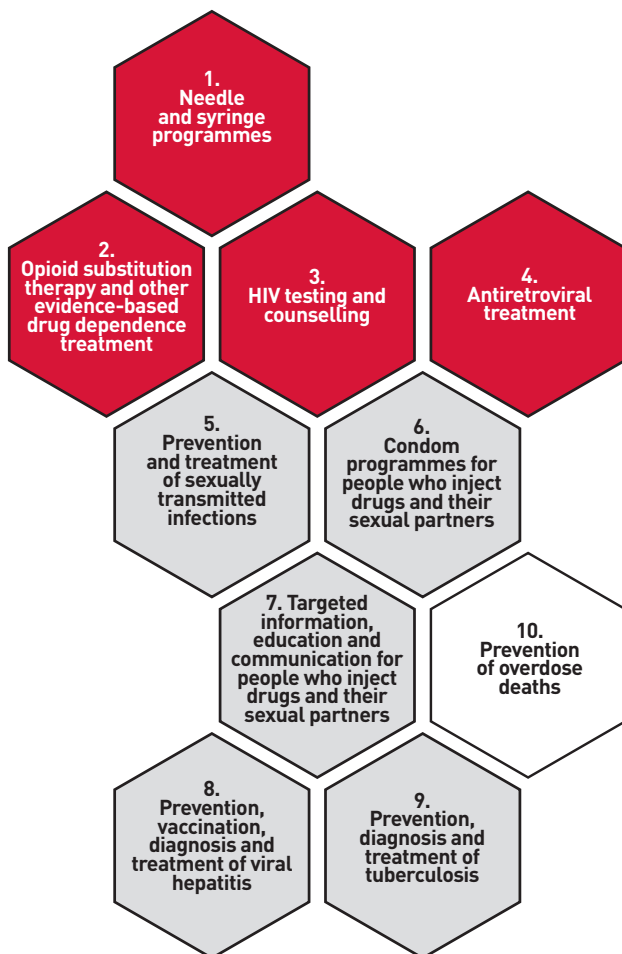 1.
Needle
and syringe
programmes
2.
Opioid substitution
therapy and other
evidence-based
drug dependence
treatment
3.
HIV testing and
counselling
4.
Antiretroviral
treatment
5.
Prevention
and treatment
of sexually
transmitted
infections
6.
Condom
programmes for
people who inject
drugs and their
sexual partners
7. Targeted
information,
education and
communication for
people who inject
drugs and their
sexual partners
10.
Prevention
of overdose
deaths
8.
Prevention,
vaccination,
diagnosis and
treatment of viral
hepatitis
9.
Prevention,
diagnosis and
treatment of
tuberculosis